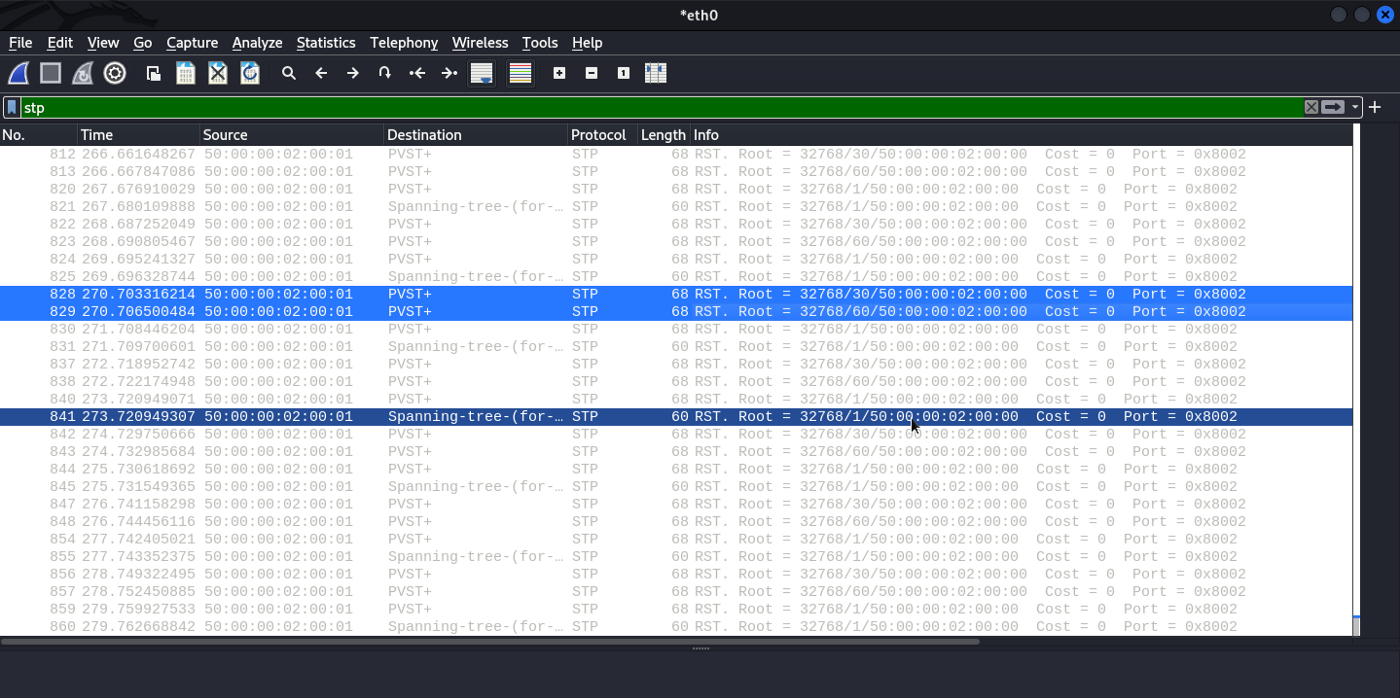 *eth0
File Edit View Go Capture Analyze Statistics Telephony Wireless Tools Help
stp
No. Time Source Destination Protocol Length Info
812 266.661648267 50:00:00:02:00:01 PVST+ STP 68 RST. Root = 32768/30/50:00:00:02:00:00 Cost = 0 Port = 0x8002
813 266.667847086 50:00:00:02:00:01 PVST+ STP 68 RST. Root = 32768/60/50:00:00:02:00:00 Cost = 0 Port = 0x8002
820 267.676910029 50:00:00:02:00:01 PVST+ STP 68 RST. Root = 32768/1/50:00:00:02:00:00 Cost = 0 Port = 0x8002
821 267.680109888 50:00:00:02:00:01 Spanning-tree-(for-… STP 60 RST. Root = 32768/1/50:00:00:02:00:00 Cost = 0 Port = 0x8002
822 268.687252049 50:00:00:02:00:01 PVST+ STP 68 RST. Root = 32768/30/50:00:00:02:00:00 Cost = 0 Port = 0x8002
823 268.690805467 50:00:00:02:00:01 PVST+ STP 68 RST. Root = 32768/60/50:00:00:02:00:00 Cost = 0 Port = 0x8002
824 269.695241327 50:00:00:02:00:01 PVST+ STP 68 RST. Root = 32768/1/50:00:00:02:00:00 Cost = 0 Port = 0x8002
825 269.696328744 50:00:00:02:00:01 Spanning-tree-(for-… STP 60 RST. Root = 32768/1/50:00:00:02:00:00 Cost = 0 Port = 0x8002
828 270.703316214 50:00:00:02:00:01 PVST+ STP 68 RST. Root = 32768/30/50:00:00:02:00:00 Cost = 0 Port = 0x8002
829 270.706500484 50:00:00:02:00:01 PVST+ STP 68 RST. Root = 32768/60/50:00:00:02:00:00 Cost = 0 Port = 0x8002
830 271.708446204 50:00:00:02:00:01 PVST+ STP 68 RST. Root = 32768/1/50:00:00:02:00:00 Cost = 0 Port = 0x8002
831 271.709700601 50:00:00:02:00:01 Spanning-tree-(for-… STP 60 RST. Root = 32768/1/50:00:00:02:00:00 Cost = 0 Port = 0x8002
837 272.718952742 50:00:00:02:00:01 PVST+ STP 68 RST. Root = 32768/30/50:00:00:02:00:00 Cost = 0 Port = 0x8002
838 272.722174948 50:00:00:02:00:01 PVST+ STP 68 RST. Root = 32768/60/50:00:00:02:00:00 Cost = 0 Port = 0x8002
840 273.720949071 50:00:00:02:00:01 PVST+ STP 68 RST. Root = 32768/1/50:00:00:02:00:00 Cost = 0 Port = 0x8002
841 273.720949307 50:00:00:02:00:01 Spanning-tree-(for-… STP 60 RST. Root = 32768/1/50:00:00:02:00:00 Cost = 0 Port = 0x8002
842 274.729750666 50:00:00:02:00:01 PVST+ STP 68 RST. Root = 32768/30/50:00:00:02:00:00 Cost = 0 Port = 0x8002
843 274.732985684 50:00:00:02:00:01 PVST+ STP 68 RST. Root = 32768/60/50:00:00:02:00:00 Cost = 0 Port = 0x8002
844 275.730618692 50:00:00:02:00:01 PVST+ STP 68 RST. Root = 32768/1/50:00:00:02:00:00 Cost = 0 Port = 0x8002
845 275.731549365 50:00:00:02:00:01 Spanning-tree-(for-… STP 60 RST. Root = 32768/1/50:00:00:02:00:00 Cost = 0 Port = 0x8002
847 276.741158298 50:00:00:02:00:01 PVST+ STP 68 RST. Root = 32768/30/50:00:00:02:00:00 Cost = 0 Port = 0x8002
848 276.744456116 50:00:00:02:00:01 PVST+ STP 68 RST. Root = 32768/60/50:00:00:02:00:00 Cost = 0 Port = 0x8002
854 277.742405021 50:00:00:02:00:01 PVST+ STP 68 RST. Root = 32768/1/50:00:00:02:00:00 Cost = 0 Port = 0x8002
855 277.743352375 50:00:00:02:00:01 Spanning-tree-(for-… STP 60 RST. Root = 32768/1/50:00:00:02:00:00 Cost = 0 Port = 0x8002
856 278.749322495 50:00:00:02:00:01 PVST+ STP 68 RST. Root = 32768/30/50:00:00:02:00:00 Cost = 0 Port = 0x8002
857 278.752450885 50:00:00:02:00:01 PVST+ STP 68 RST. Root = 32768/60/50:00:00:02:00:00 Cost = 0 Port = 0x8002
859 279.759927533 50:00:00:02:00:01 PVST+ STP 68 RST. Root = 32768/1/50:00:00:02:00:00 Cost = 0 Port = 0x8002
860 279.762668842 50:00:00:02:00:01 Spanning-tree-(for-… STP 60 RST. Root = 32768/1/50:00:00:02:00:00 Cost = 0 Port = 0x8002